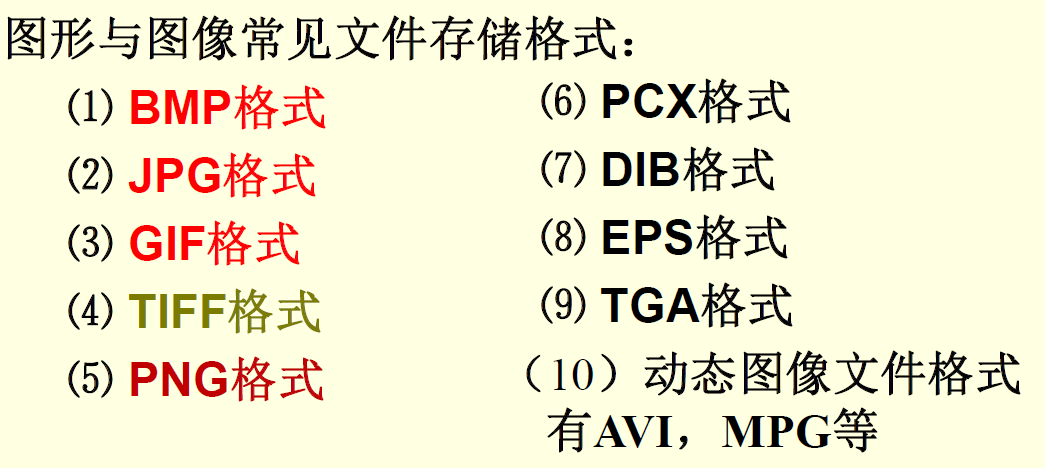 图形与图像常见文件存储格式：
⑴ BMP格式
⑵ JPG格式
⑶ GIF格式
⑷ TIFF格式
⑸ PNG格式
⑹ PCX格式
⑺ DIB格式
⑻ EPS格式
⑼ TGA格式
（10）动态图像文件格式
有AVI，MPG等